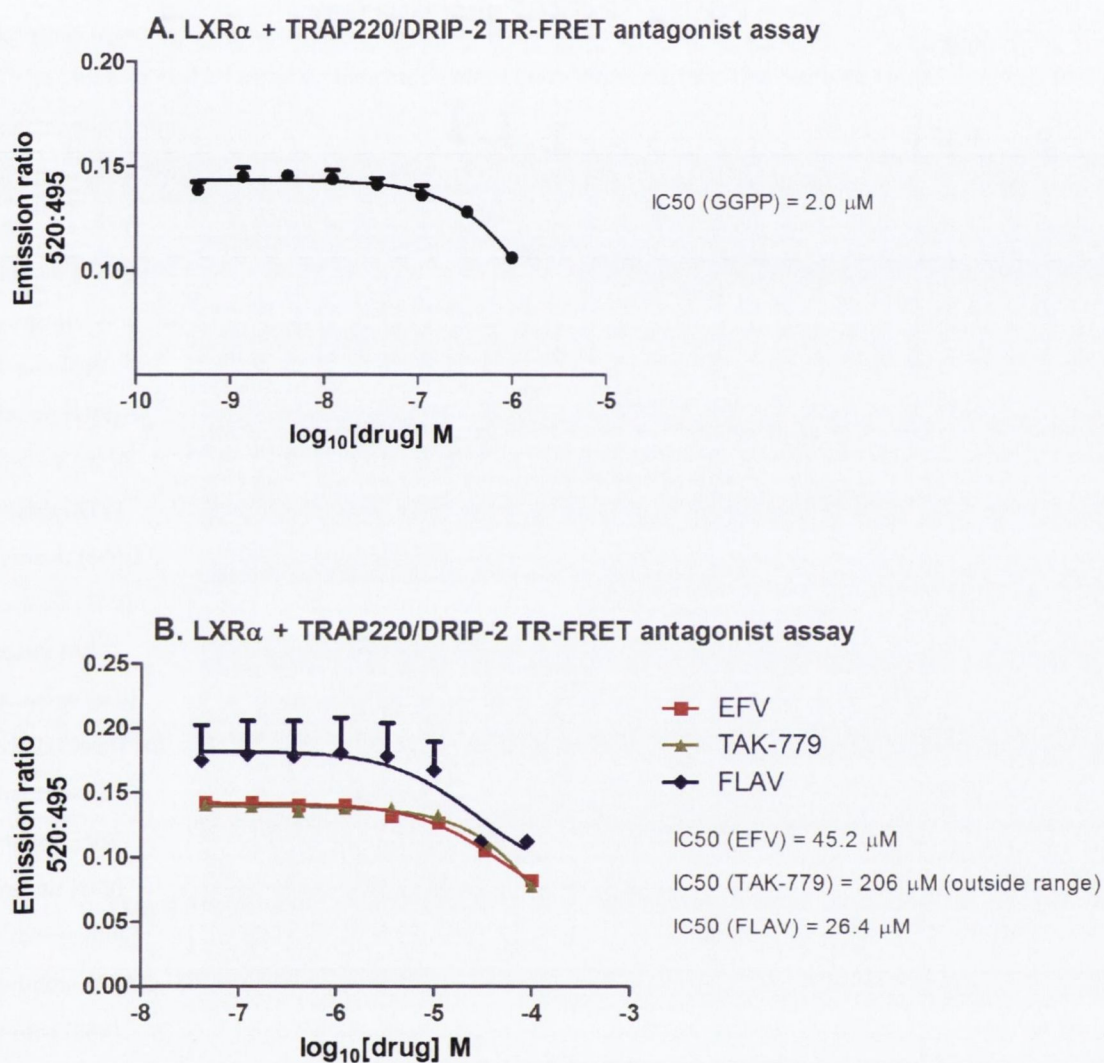 A. LXRα + TRAP220/DRIP-2 TR-FRET antagonist assay
0.20
0.15
0.10
Emission ratio
520:495
IC50 (GGPP) = 2.0 μM
-10 -9 -8 -7 -6 -5
log10[drug] M
B. LXRα + TRAP220/DRIP-2 TR-FRET antagonist assay
0.25
0.20
0.15
0.10
0.05
0.00
Emission ratio
520:495
EFV
TAK-779
FLAV
IC50 (EFV) = 45.2 μM
IC50 (TAK-779) = 206 μM (outside range)
IC50 (FLAV) = 26.4 μM
-8 -7 -6 -5 -4 -3
log10[drug] M